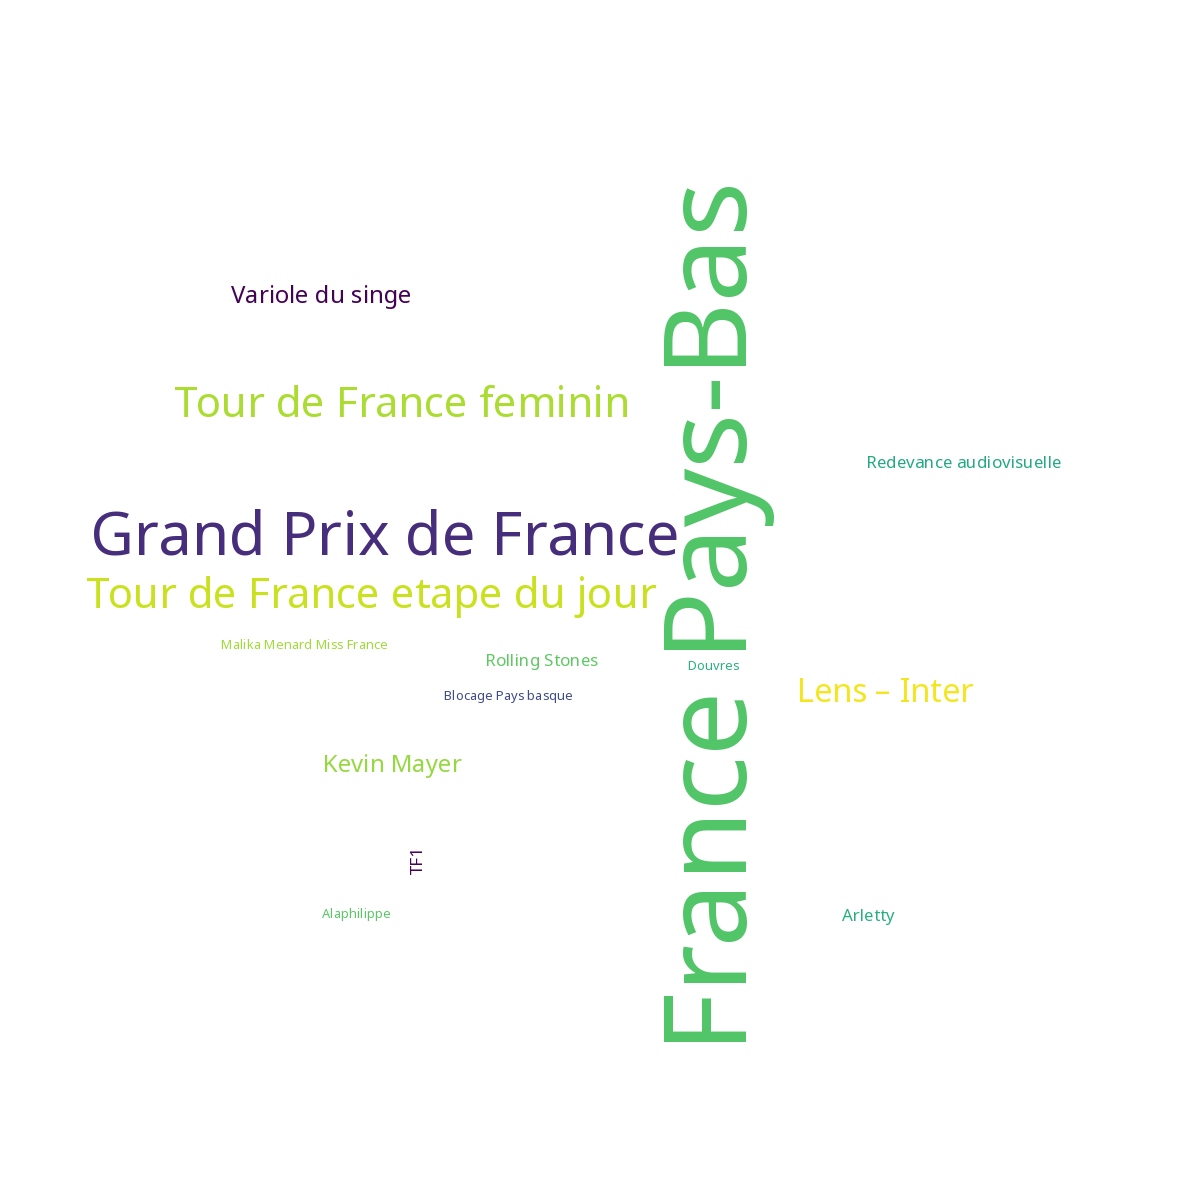 Variole du singe
Tour de France feminin
Redevance audiovisuelle
Grand Prix de France
Tour de France etape du jour
France Pays-Bas
Malika Menard Miss France
Rolling Stones
Douvres
Blocage Pays basque
Lens – Inter
Kevin Mayer
TF1
Alaphilippe
Arletty